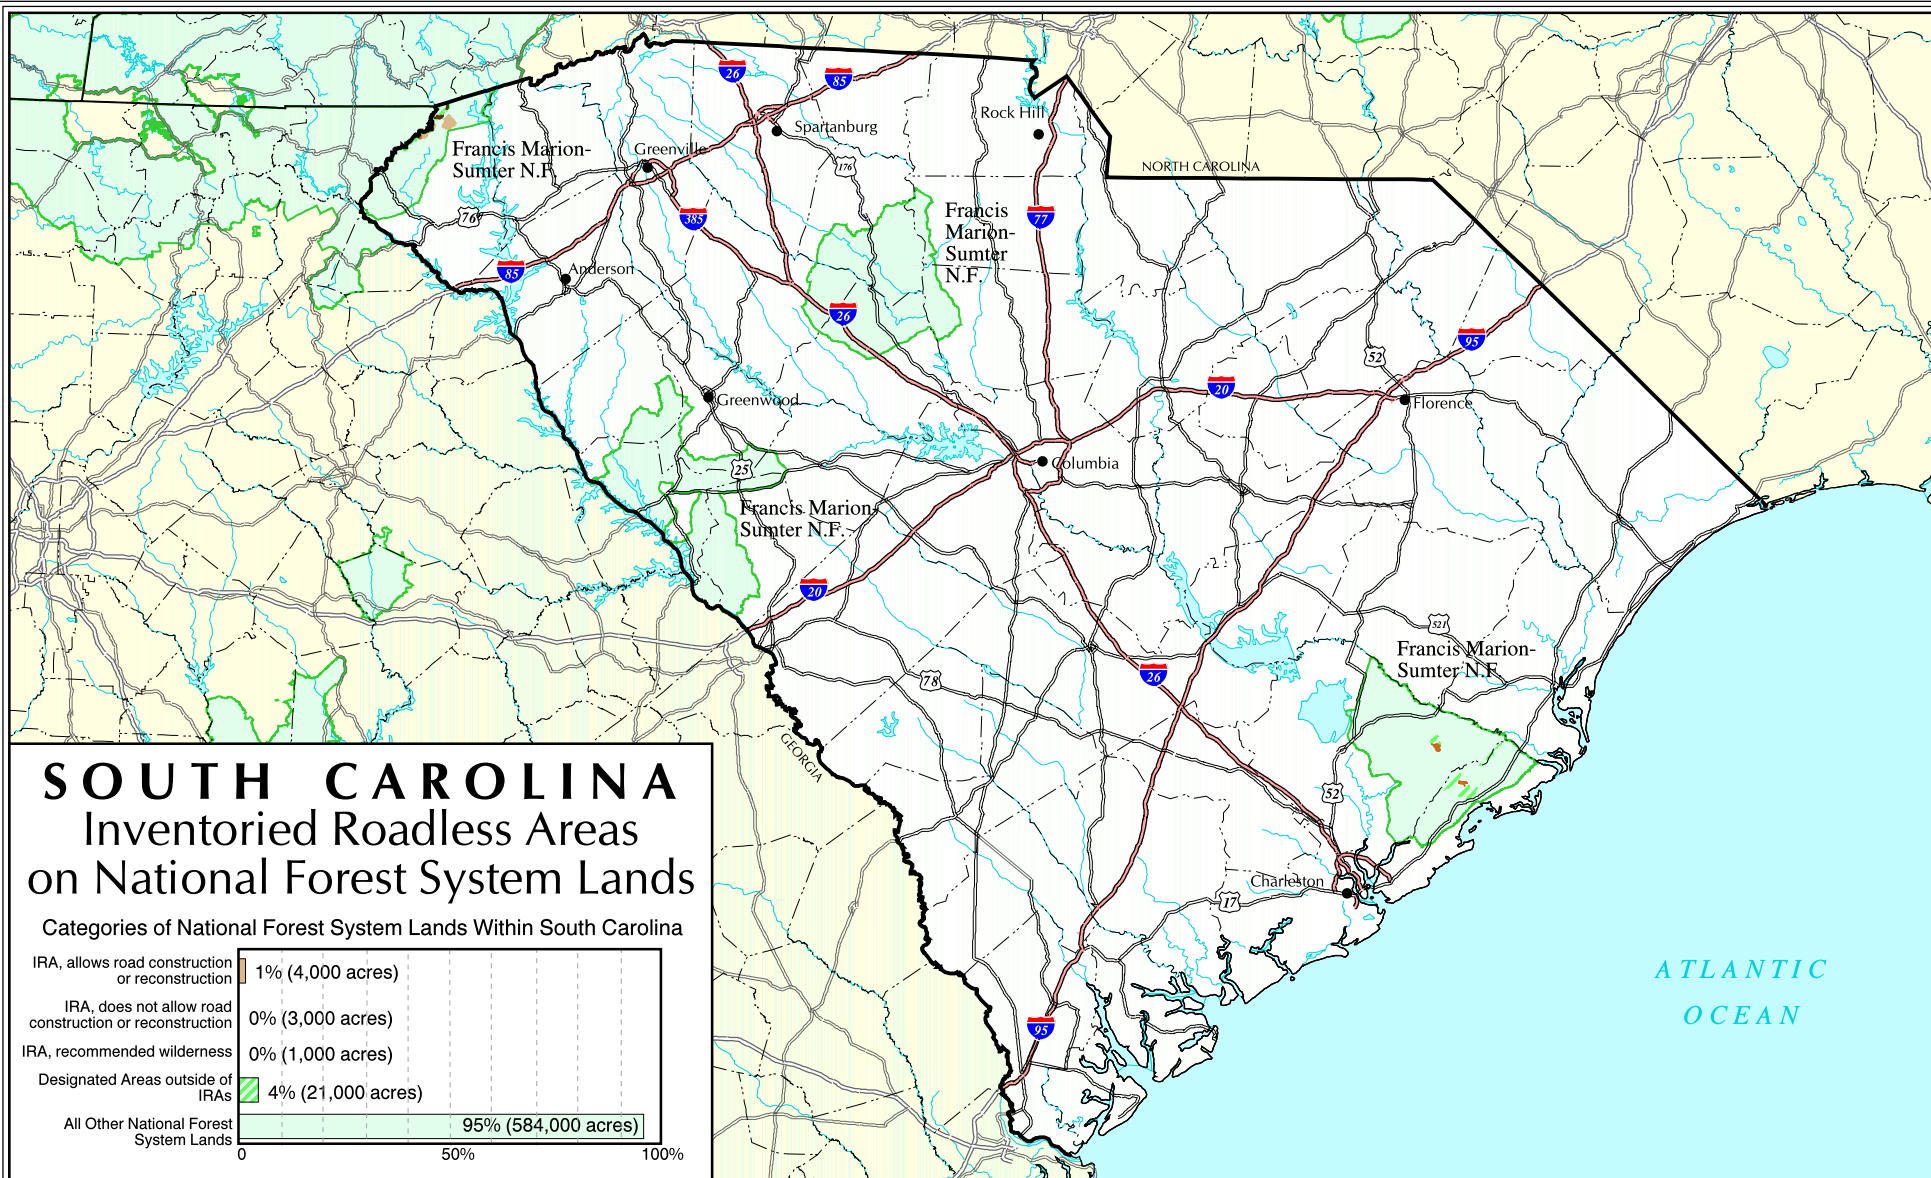 26
85
Rock Hill
Spartanburg
Greenville
Francis Marion-
Sumter N.F.
176
NORTH CAROLINA
76
385
77
Francis
Marion-
Sumter
N.F.
85
Anderson
26
95
52
20
Greenwood
Florence
25
Columbia
Francis Marion-
Sumter N.F.
20
521
Francis Marion-
Sumter N.F.
26
78
GEORGIA
52
Charleston
17
95
ATLANTIC
OCEAN
SOUTH CAROLINA
Inventoried Roadless Areas
on National Forest System Lands
Categories of National Forest System Lands Within South Carolina
IRA, allows road construction
or reconstruction
1% (4,000 acres)
IRA, does not allow road
construction or reconstruction
0% (3,000 acres)
IRA, recommended wilderness
0% (1,000 acres)
Designated Areas outside of
IRAs
4% (21,000 acres)
All Other National Forest
System Lands
95% (584,000 acres)
0 50% 100%